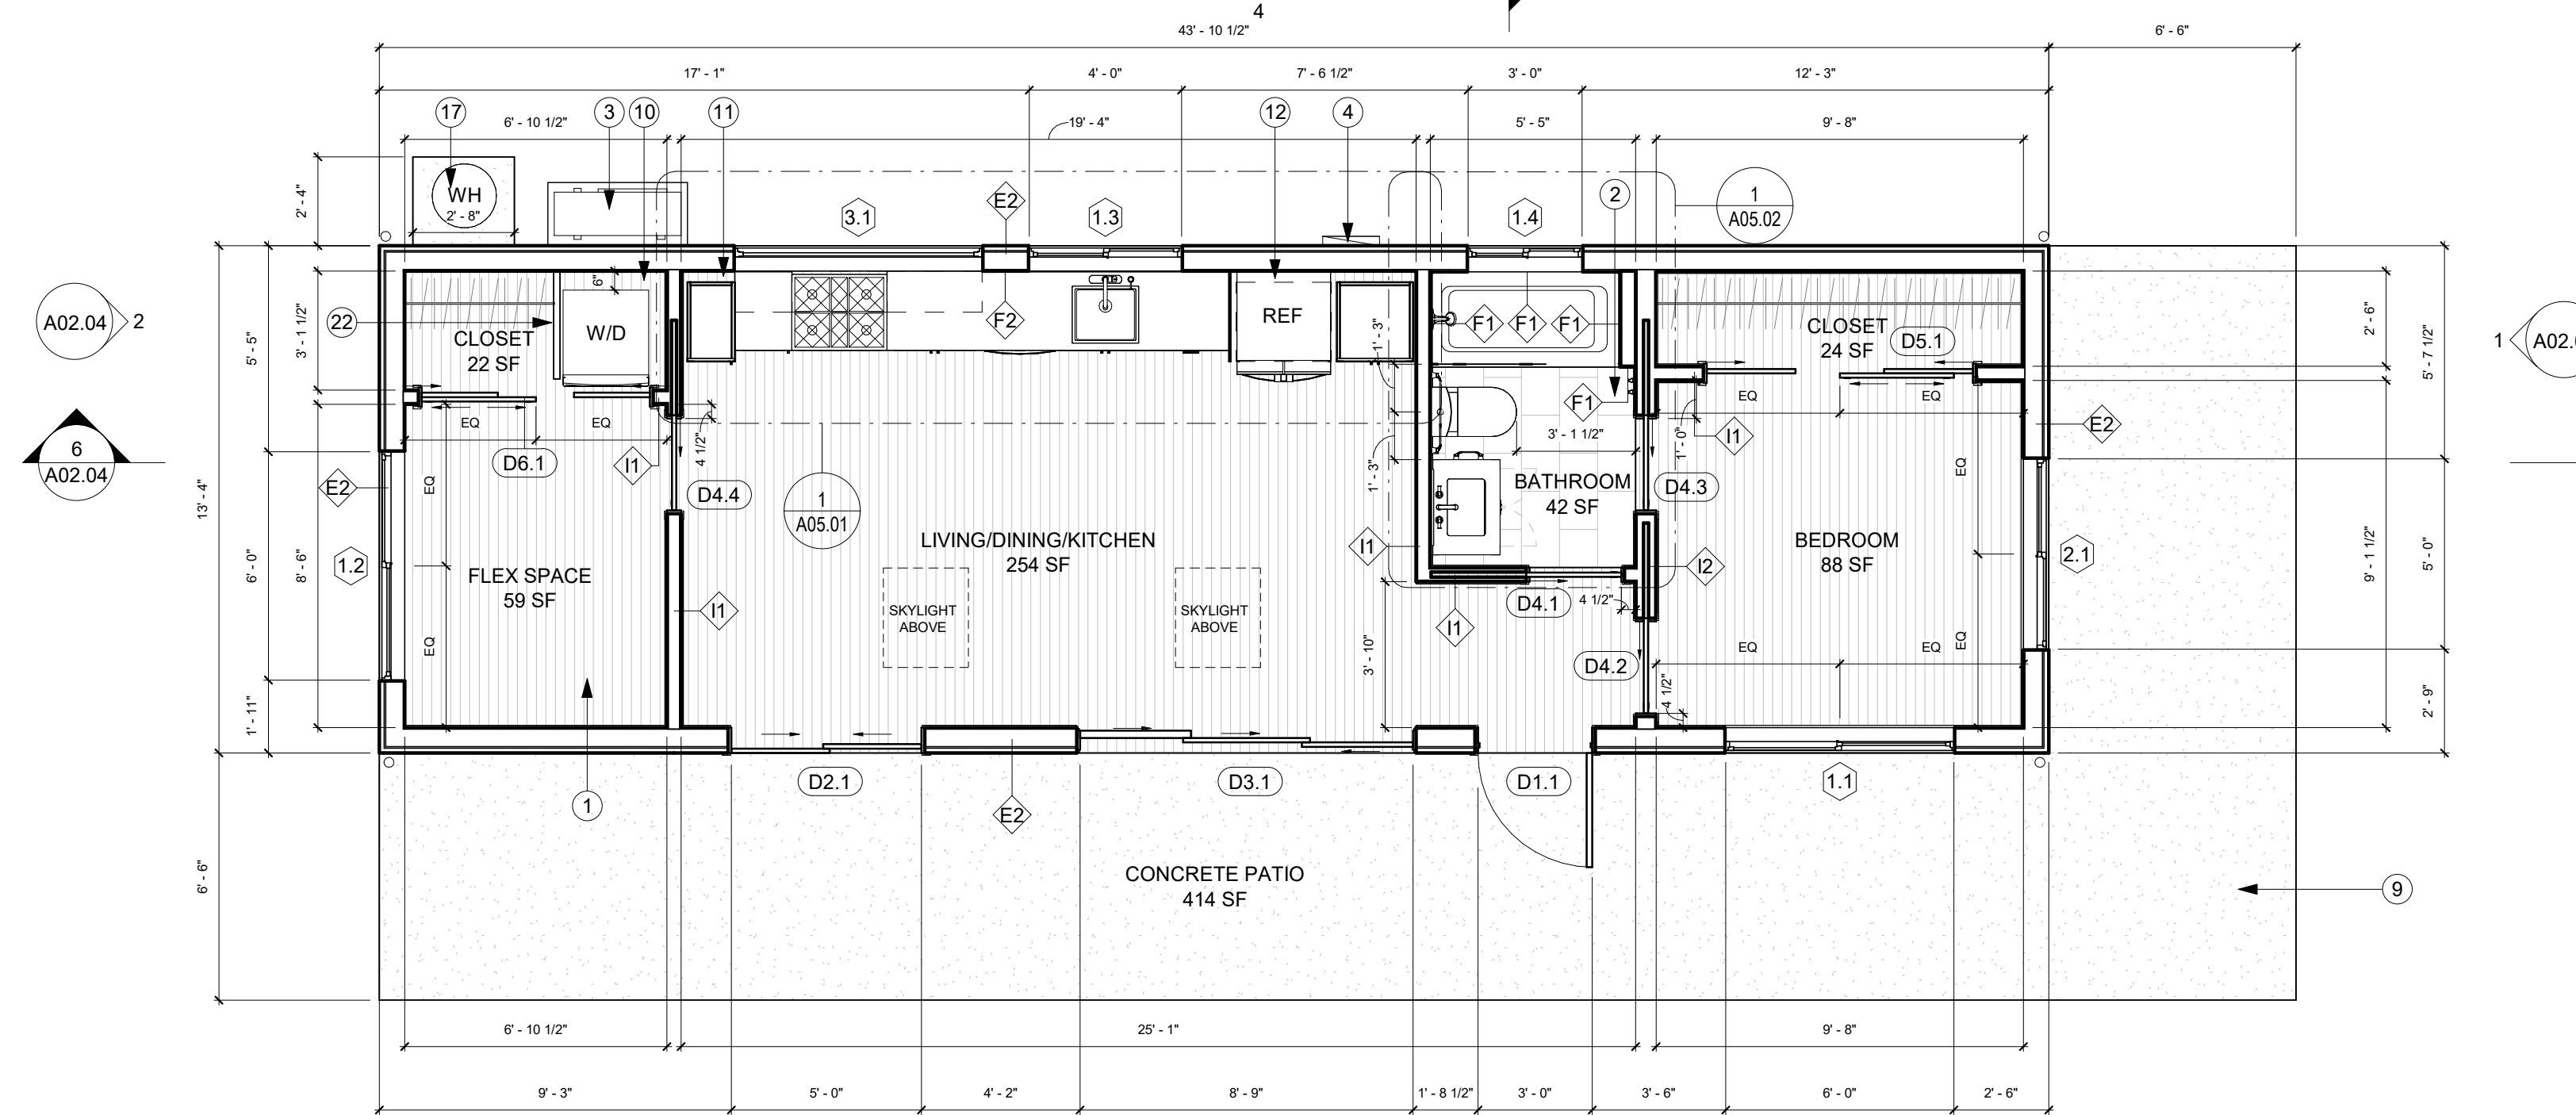 4
43' - 10 1/2"
6' - 6"
17' - 1"
4' - 0"
7' - 6 1/2"
3' - 0"
12' - 3"
17
3
10
11
12
4
6' - 10 1/2"
19' - 4"
5' - 5"
9' - 8"
2' - 4"
WH
2' - 8"
3.1
E2
1.3
1.4
2
1
A05.02
A02.04
2
22
5' - 5"
3' - 1 1/2"
6"
CLOSET
22 SF
W/D
F2
REF
1' - 3"
F1
F1
F1
CLOSET
24 SF
D5.1
2' - 6"
5' - 7 1/2"
1
6
A02.04
EQ
EQ
D6.1
I1
4 1/2"
F1
3' - 1 1/2"
1' - 0"
I1
EQ
EQ
E2
13' - 4"
E2
EQ
D4.4
1
A05.01
1' - 3"
BATHROOM
42 SF
D4.3
EQ
1.2
6' - 0"
8' - 6"
FLEX SPACE
59 SF
LIVING/DINING/KITCHEN
254 SF
I1
I2
BEDROOM
88 SF
2.1
9' - 1 1/2"
5' - 0"
I1
SKYLIGHT
ABOVE
SKYLIGHT
ABOVE
D4.1
4 1/2"
I1
EQ
3' - 10"
D4.2
EQ
EQ
EQ
4 1/2"
1' - 11"
2' - 9"
1
D2.1
E2
D3.1
D1.1
1.1
6' - 6"
CONCRETE PATIO
414 SF
9
6' - 10 1/2"
25' - 1"
9' - 8"
9' - 3"
5' - 0"
4' - 2"
8' - 9"
1' - 8 1/2"
3' - 0"
3' - 6"
6' - 0"
2' - 6"